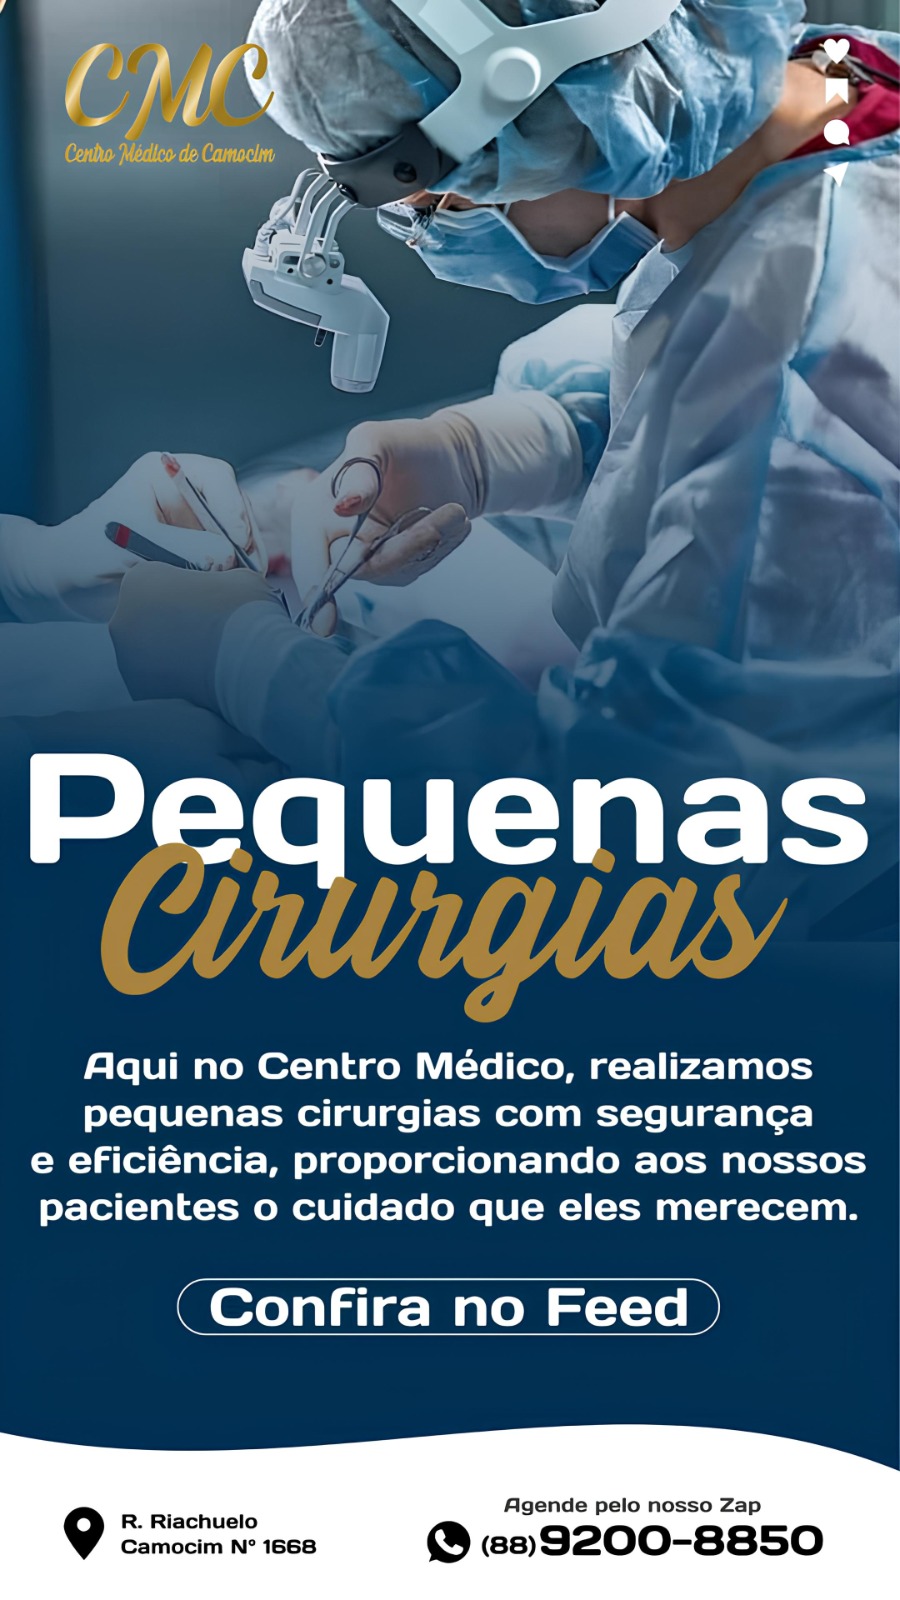 CMC
Centro Médico de Camocim
Pequenas
Cirurgias
Aqui no Centro Médico, realizamos
pequenas cirurgias com segurança
e eficiência, proporcionando aos nossos
pacientes o cuidado que eles merecem.
Confira no Feed
R. Riachuelo
Camocim Nº 1668
Agende pelo nosso Zap
(88) 9200-8850